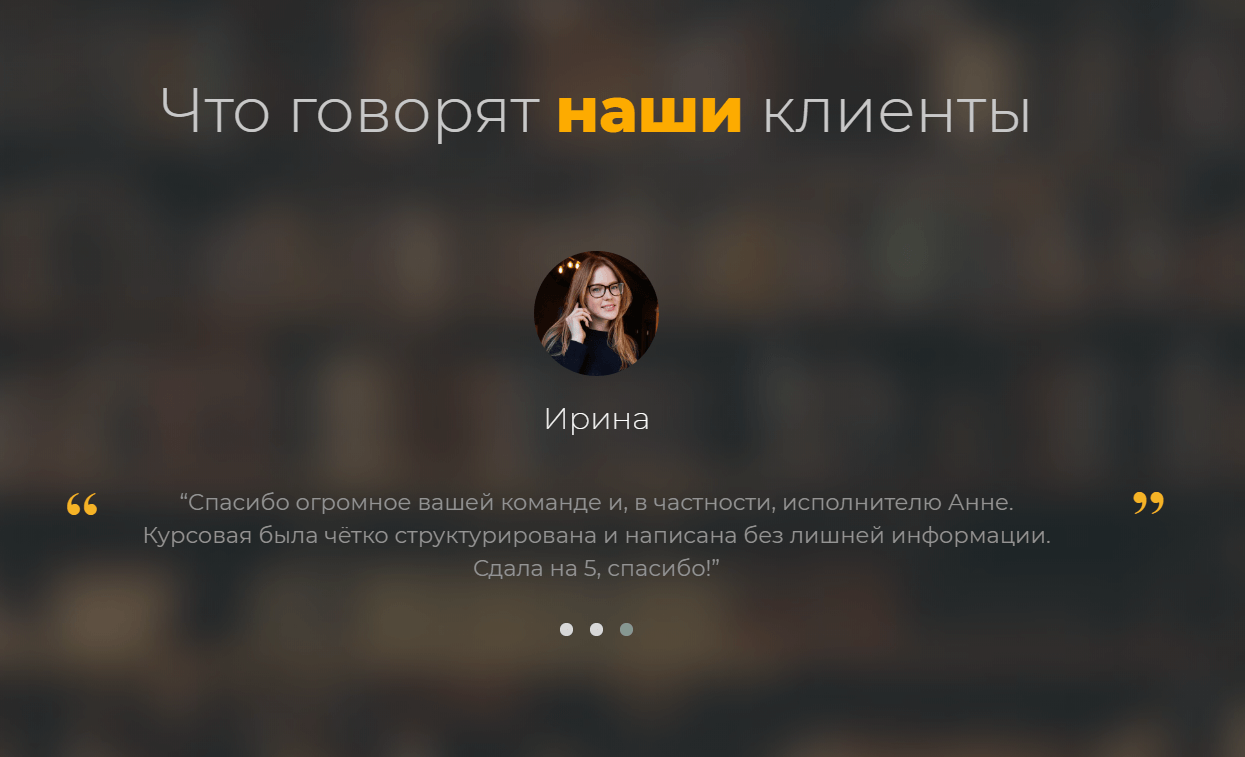 Что говорят наши клиенты
Ирина
“Спасибо огромное вашей команде и, в частности, исполнителю Анне.
Курсовая была чётко структурирована и написана без лишней информации.
Сдала на 5, спасибо!”